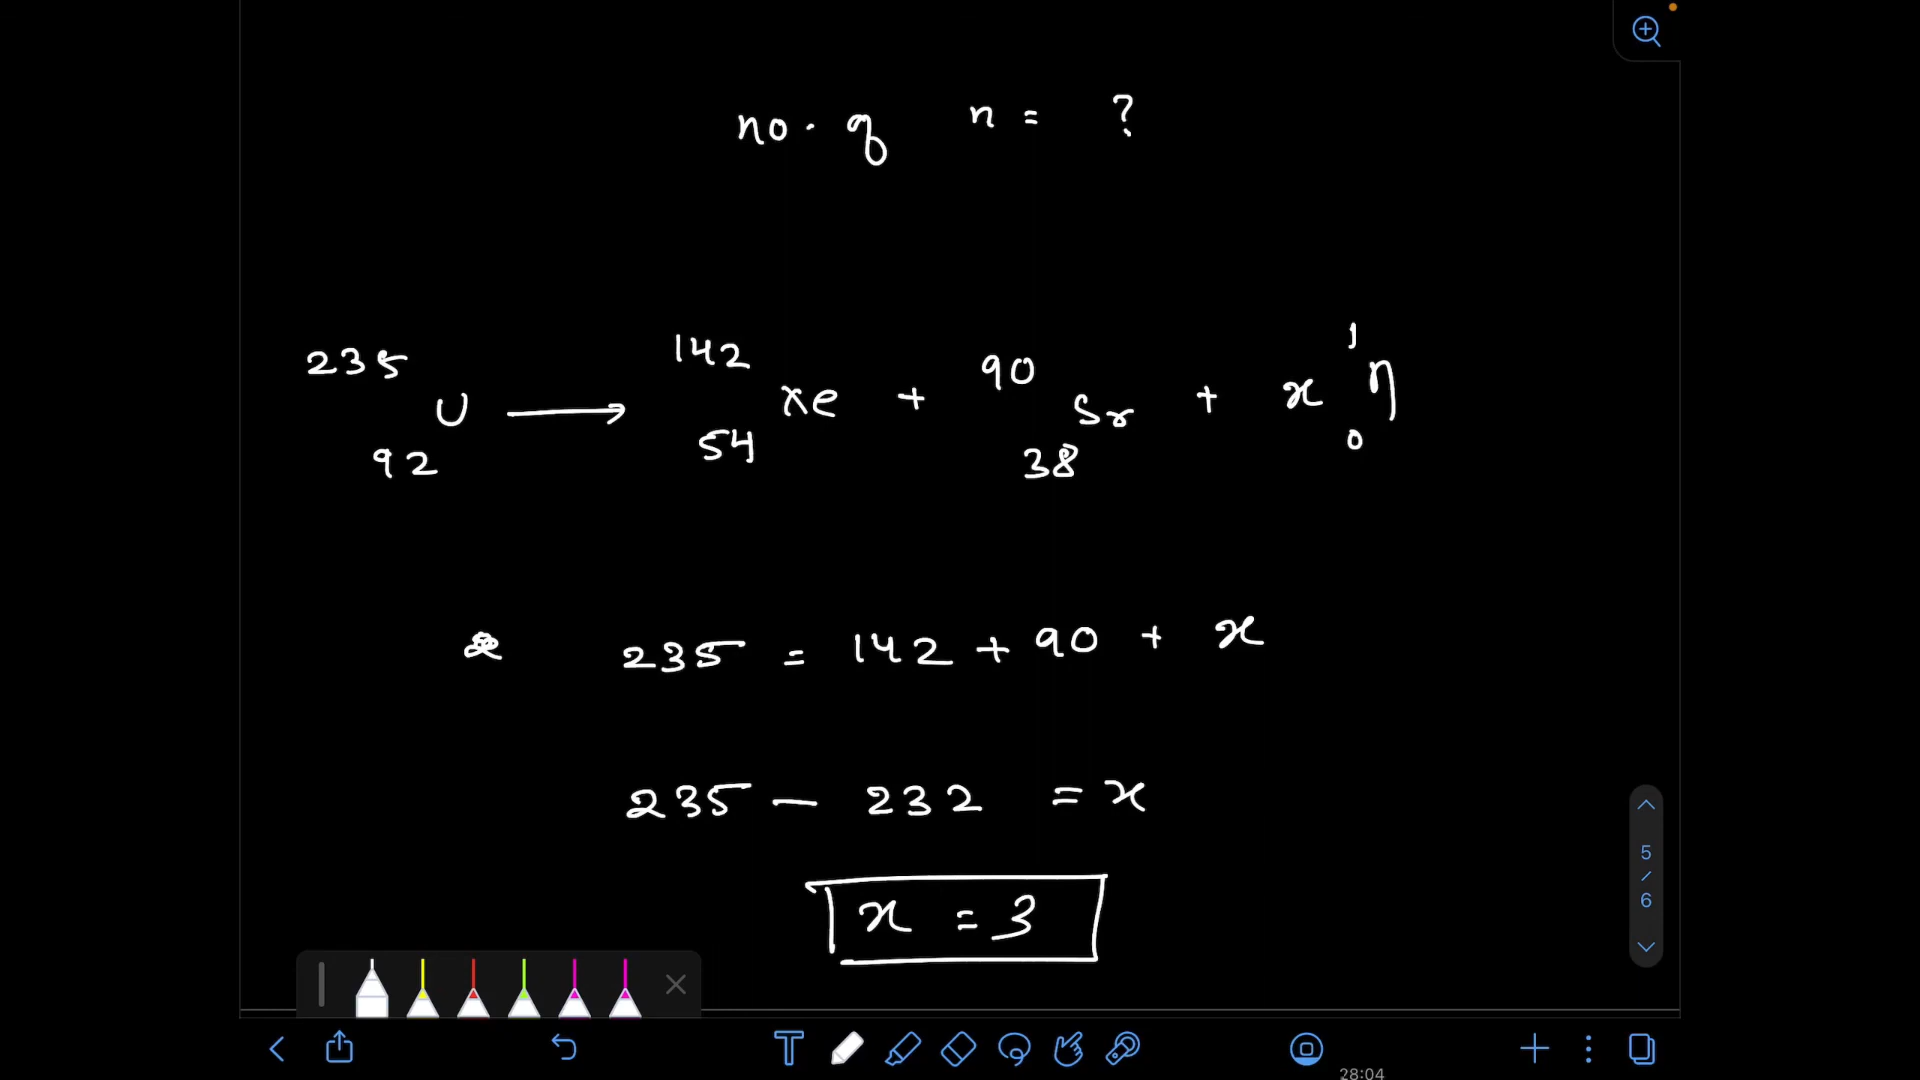 no. of n = ?
235 92 U ⟶ 142 54 Xe + 90 38 Sr + x 1 0 n
235 = 142 + 90 + x
235 − 232 = x
x = 3
5
/
6
T
28:04